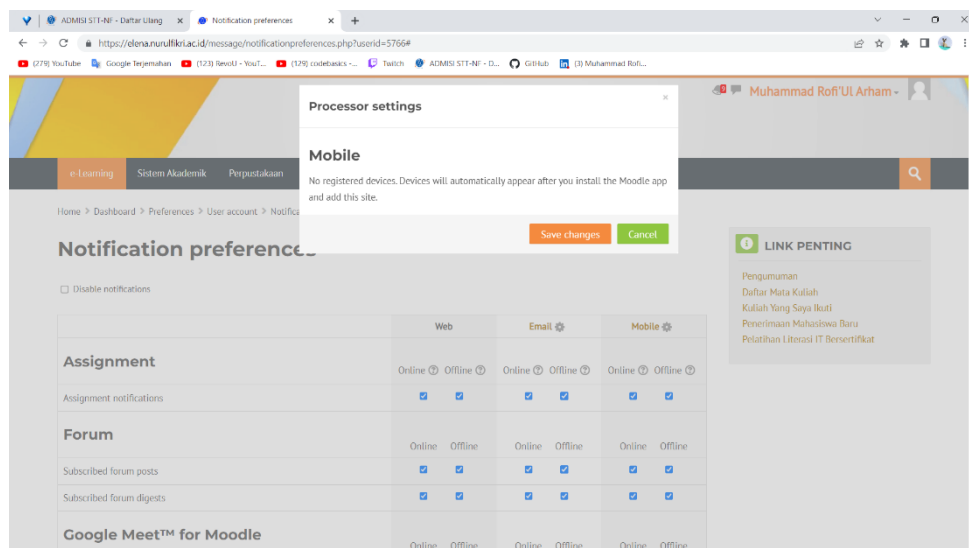 ADMISI STT-NF - Daftar Ulang
Notification preferences
https://elena.nurulfikri.ac.id/message/notificationpreferences.php?userid=5766#
(279) YouTube
Google Terjemahan
(123) RevoU - YouT...
(129) codebasics -...
Twitch
ADMISI STT-NF - D...
GitHub
(3) Muhammad Rofi...
Processor settings
Muhammad Rofi'Ul Arham
Mobile
No registered devices. Devices will automatically appear after you install the Moodle app
and add this site.
Save changes
Cancel
e-Learning
Sistem Akademik
Perpustakaan
Home > Dashboard > Preferences > User account > Notifica
Notification preferences
Disable notifications
Web
Email
Mobile
Assignment
Online Offline Online Offline Online Offline
Assignment notifications
Forum
Online Offline Online Offline Online Offline
Subscribed forum posts
Subscribed forum digests
Google Meet™ for Moodle
Online Offline Online Offline Online Offline
LINK PENTING
Pengumuman
Daftar Mata Kuliah
Kuliah Yang Saya Ikuti
Penerimaan Mahasiswa Baru
Pelatihan Literasi IT Bersertifikat